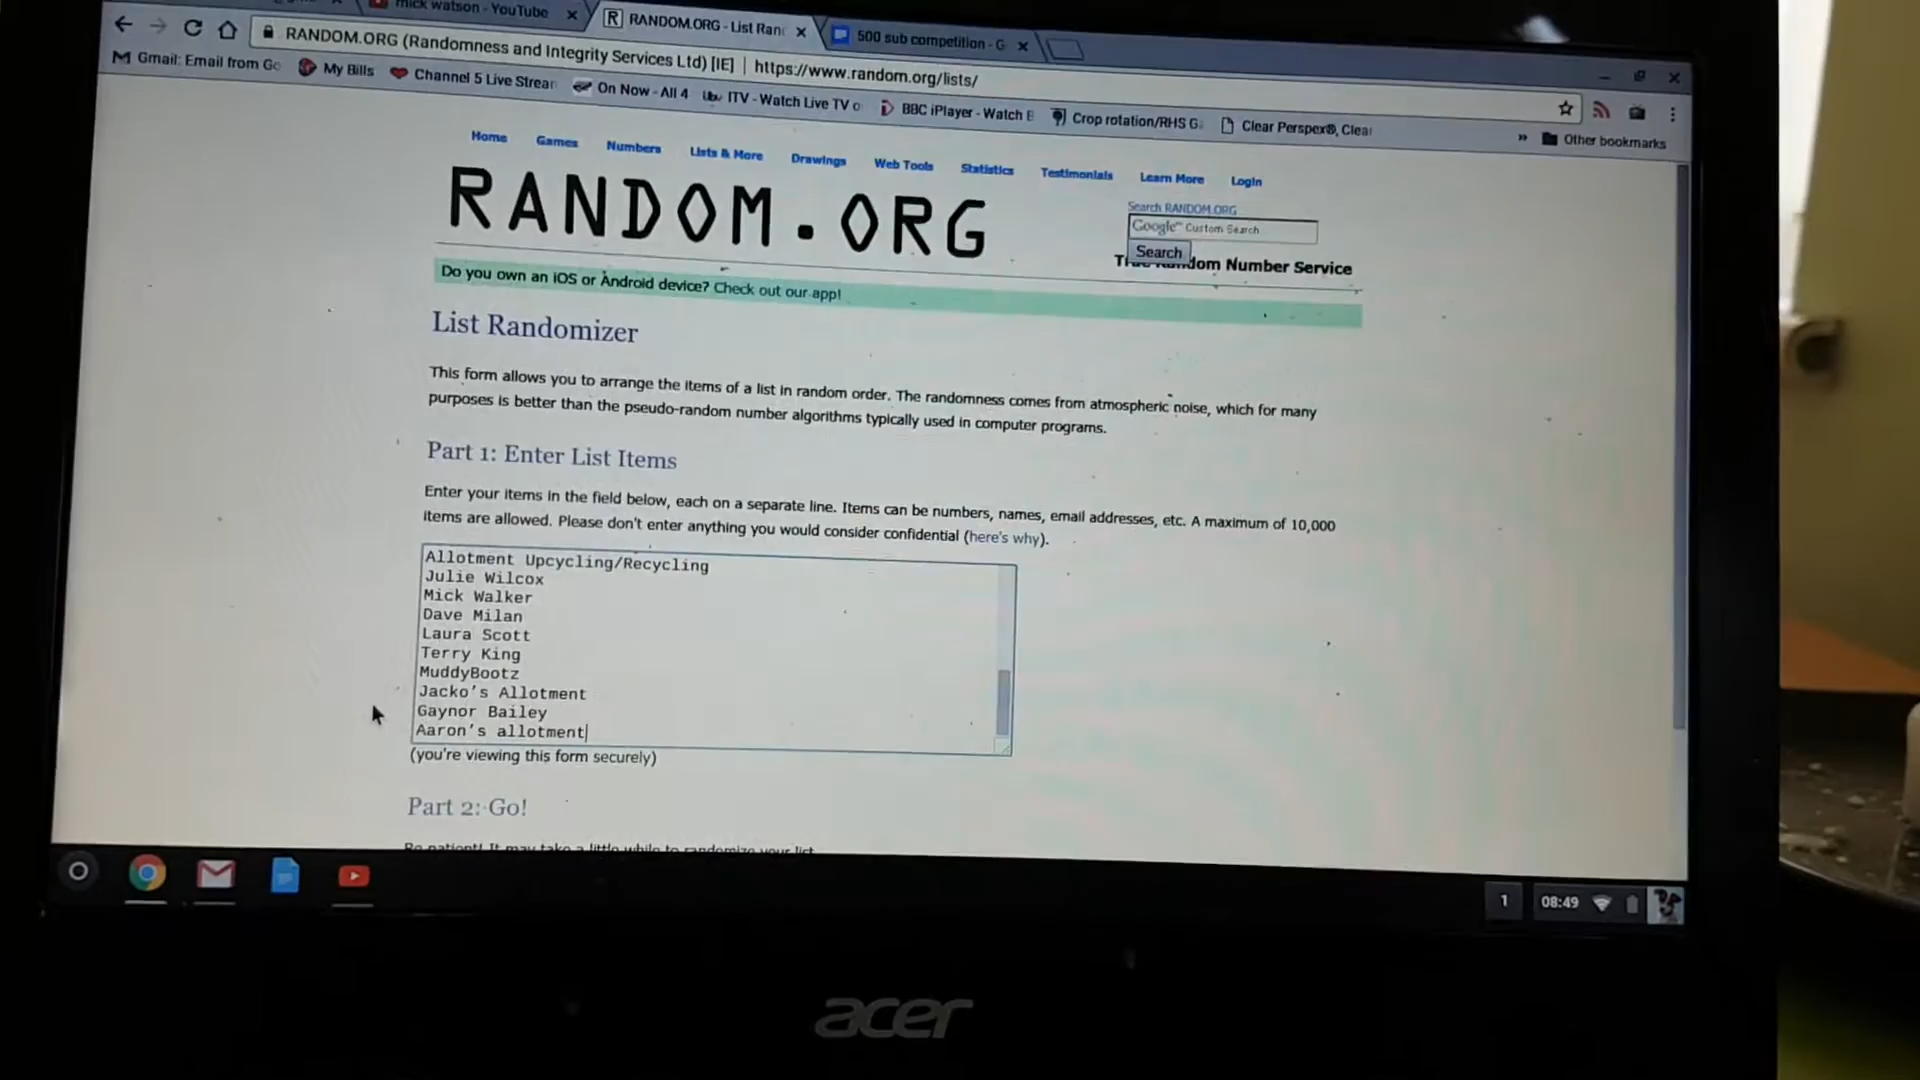 mick watson - YouTube
RANDOM.ORG - List Ran
500 sub competition - G
RANDOM.ORG (Randomness and Integrity Services Ltd) [IE] | https://www.random.org/lists/
Gmail: Email from Go
My Bills
Channel 5 Live Strear
On Now - All 4
ITV - Watch Live TV o
BBC iPlayer - Watch E
Crop rotation/RHS G
Clear Perspex®, Clear
» Other bookmarks
Home Games Numbers Lists & More Drawings Web Tools Statistics Testimonials Learn More Login
RANDOM.ORG
Search RANDOM.ORG
Google™ Custom Search
Search
True Random Number Service
Do you own an iOS or Android device? Check out our app!
List Randomizer
This form allows you to arrange the items of a list in random order. The randomness comes from atmospheric noise, which for many
purposes is better than the pseudo-random number algorithms typically used in computer programs.
Part 1: Enter List Items
Enter your items in the field below, each on a separate line. Items can be numbers, names, email addresses, etc. A maximum of 10,000
items are allowed. Please don't enter anything you would consider confidential (here's why).
Allotment Upcycling/Recycling
Julie Wilcox
Mick Walker
Dave Milan
Laura Scott
Terry King
MuddyBootz
Jacko's Allotment
Gaynor Bailey
Aaron's allotment
(you're viewing this form securely)
Part 2: Go!
Be patient! It may take a little while to randomize your list
1
08:49
acer